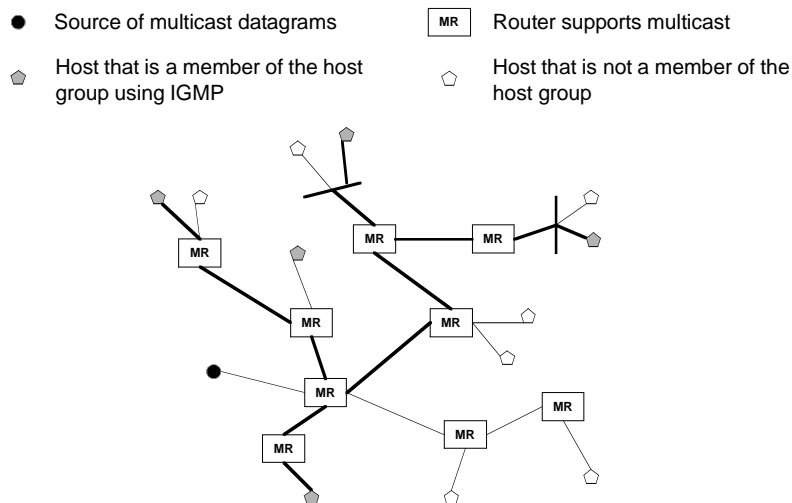 Source of multicast datagrams
MR Router supports multicast
Host that is a member of the host
group using IGMP
Host that is not a member of the
host group
MR
MR
MR
MR
MR
MR
MR
MR
MR